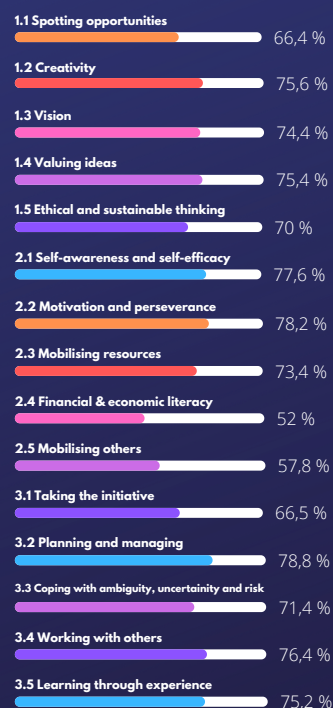 1.1 Spotting opportunities
66,4 %
1.2 Creativity
75,6 %
1.3 Vision
74,4 %
1.4 Valuing ideas
75,4 %
1.5 Ethical and sustainable thinking
70 %
2.1 Self-awareness and self-efficacy
77,6 %
2.2 Motivation and perseverance
78,2 %
2.3 Mobilising resources
73,4 %
2.4 Financial & economic literacy
52 %
2.5 Mobilising others
57,8 %
3.1 Taking the initiative
66,5 %
3.2 Planning and managing
78,8 %
3.3 Coping with ambiguity, uncertainity and risk
71,4 %
3.4 Working with others
76,4 %
3.5 Learning through experience
75,2 %